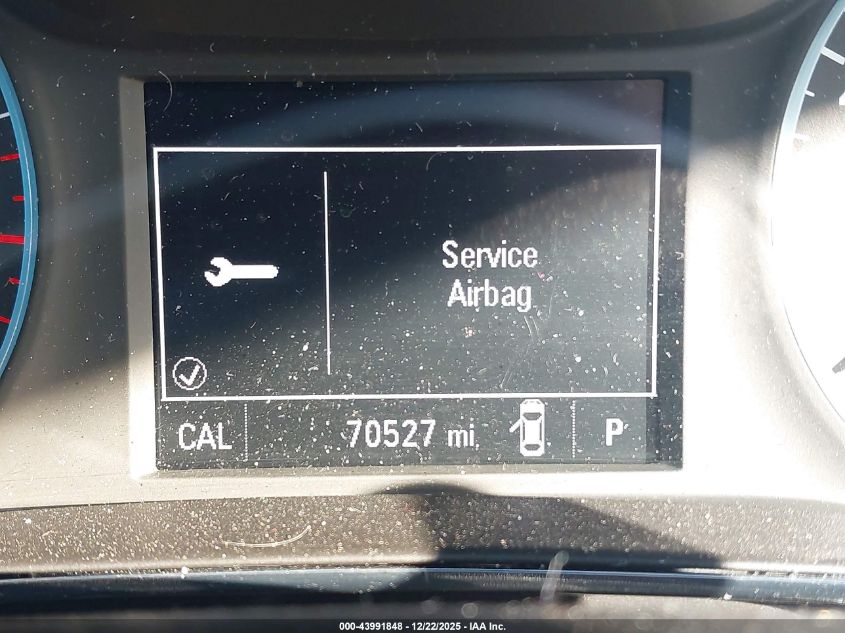 Service
Airbag
CAL 70527 mi P
000-43991848 - 12/22/2025 - IAA Inc.